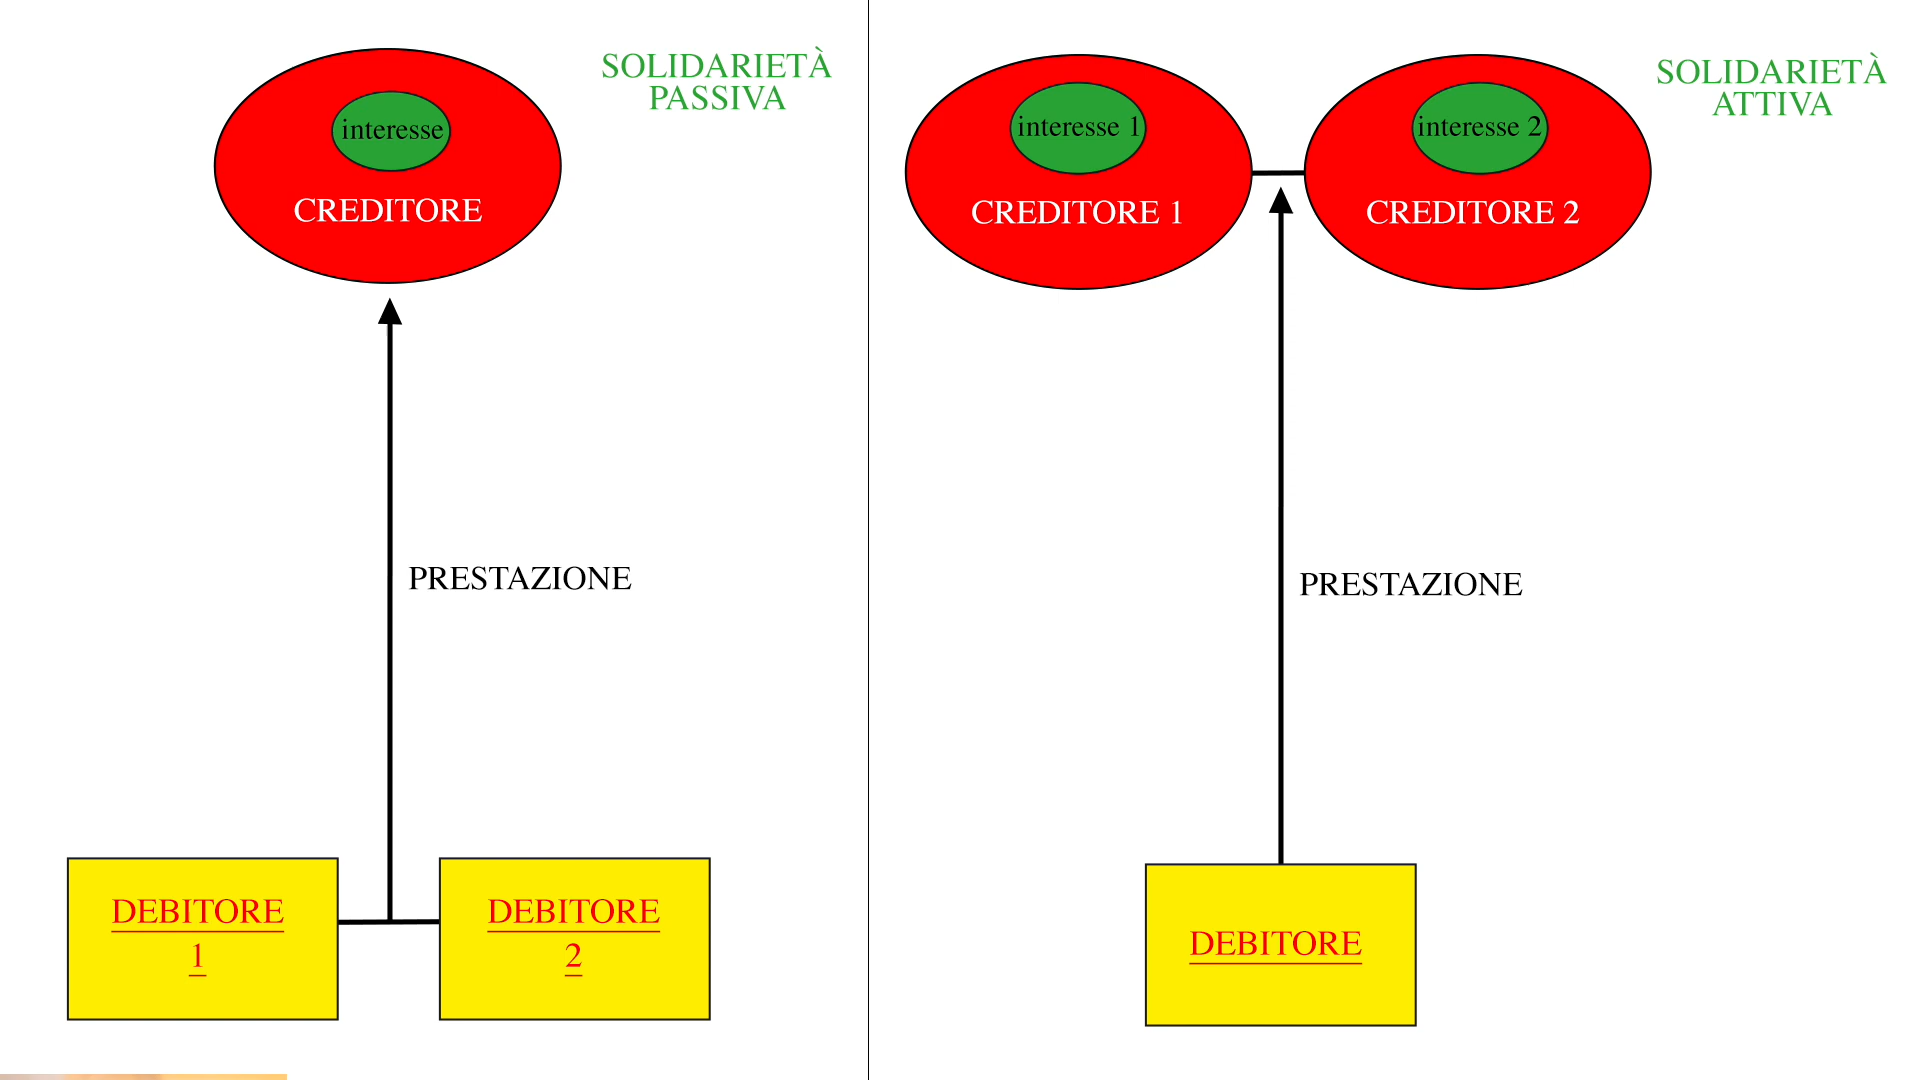 SOLIDARIETÀ
PASSIVA
interesse
CREDITORE
PRESTAZIONE
DEBITORE
1
DEBITORE
2
SOLIDARIETÀ
ATTIVA
interesse 1
CREDITORE 1
interesse 2
CREDITORE 2
PRESTAZIONE
DEBITORE